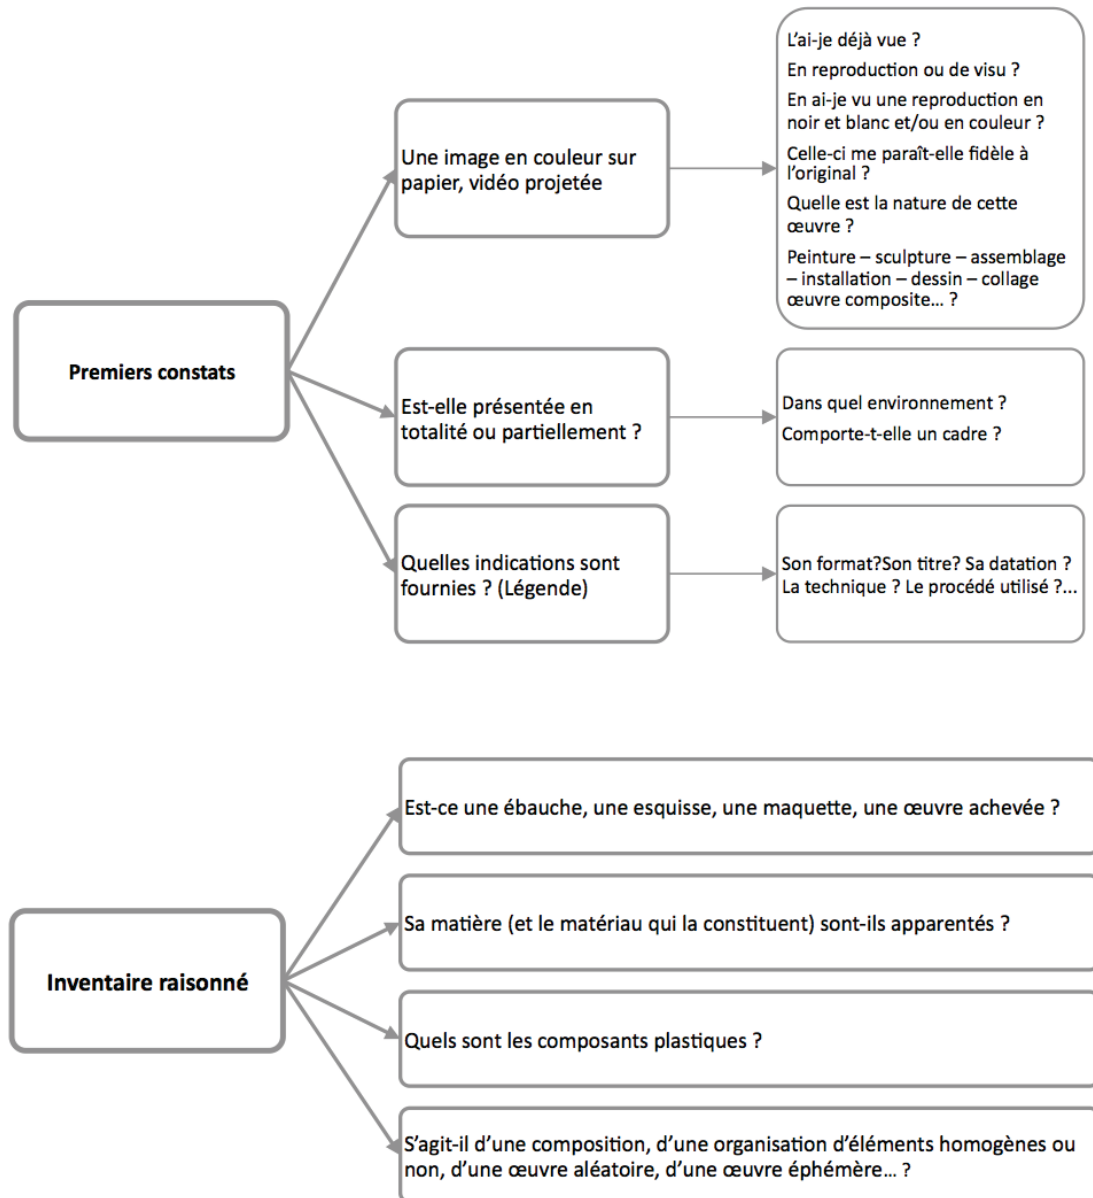 Premiers constats
Une image en couleur sur
papier, vidéo projetée
L'ai-je déjà vue ?
En reproduction ou de visu ?
En ai-je vu une reproduction en
noir et blanc et/ou en couleur ?
Celle-ci me paraît-elle fidèle à
l'original ?
Quelle est la nature de cette
œuvre ?
Peinture – sculpture – assemblage
– installation – dessin – collage
œuvre composite… ?
Est-elle présentée en
totalité ou partiellement ?
Dans quel environnement ?
Comporte-t-elle un cadre ?
Quelles indications sont
fournies ? (Légende)
Son format?Son titre? Sa datation ?
La technique ? Le procédé utilisé ?...
Inventaire raisonné
Est-ce une ébauche, une esquisse, une maquette, une œuvre achevée ?
Sa matière (et le matériau qui la constituent) sont-ils apparentés ?
Quels sont les composants plastiques ?
S'agit-il d'une composition, d'une organisation d'éléments homogènes ou
non, d'une œuvre aléatoire, d'une œuvre éphémère… ?